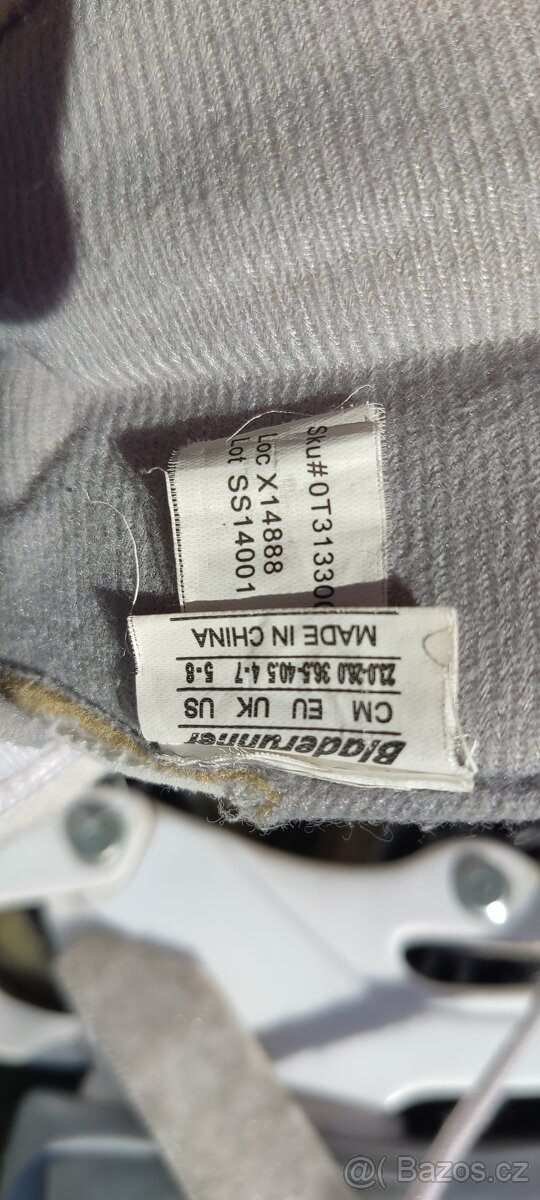 Sku#0T31330
Loc X14888
Lot SS14001
Bladerunner
CM EU UK US
23.0-26.0 36.5-40.5 4-7 5-8
MADE IN CHINA
@( Bazos.cz